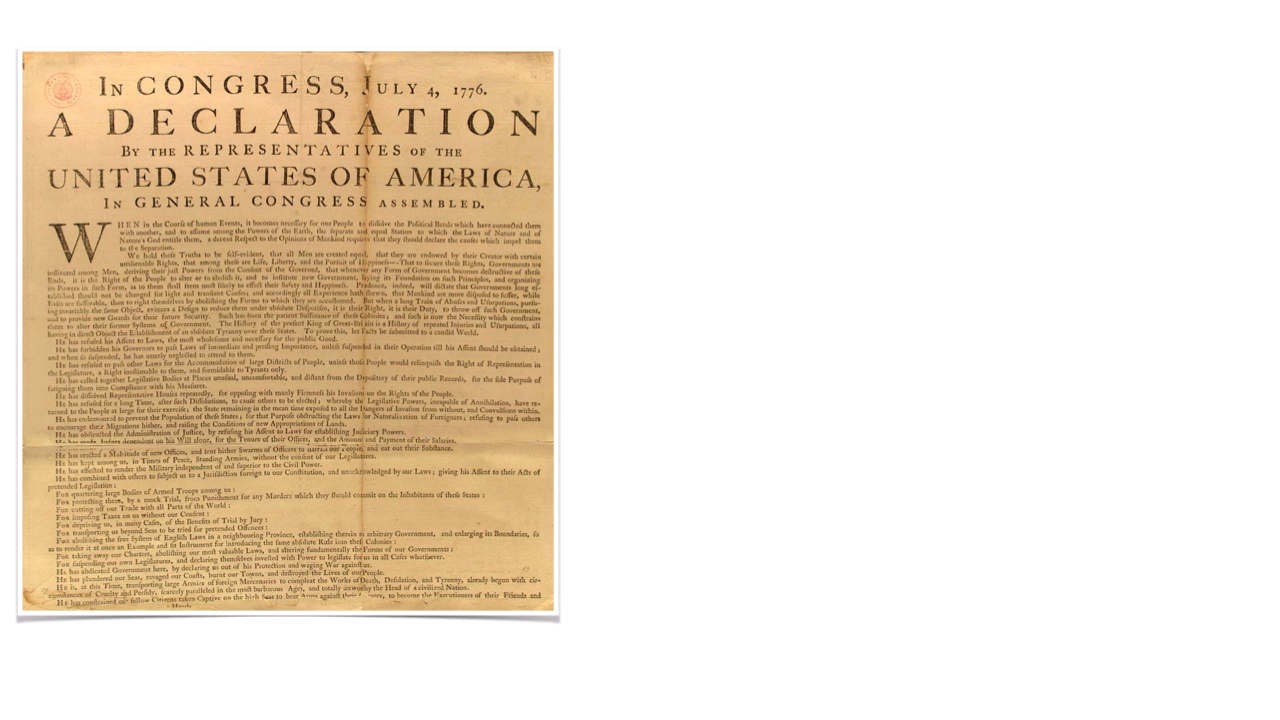 IN CONGRESS, JULY 4, 1776.
A DECLARATION
BY THE REPRESENTATIVES OF THE
UNITED STATES OF AMERICA,
IN GENERAL CONGRESS ASSEMBLED.
WHEN in the Course of human Events, it becomes necessary for one People to dissolve the Political Bands which have connected them
with another, and to assume among the Powers of the Earth, the separate and equal Station to which the Laws of Nature and of
Nature's God entitle them, a decent Respect to the Opinions of Mankind requires that they should declare the causes which impel them
to the Separation.
We hold these Truths to be self-evident, that all Men are created equal, that they are endowed by their Creator with certain
unalienable Rights, that among these are Life, Liberty, and the Pursuit of Happiness—-That to secure these Rights, Governments are
instituted among Men, deriving their just Powers from the Consent of the Governed, that whenever any Form of Government becomes destructive of these
Ends, it is the Right of the People to alter or to abolish it, and to institute new Government, laying its Foundation on such Principles, and organizing
its Powers in such Form, as to them shall seem most likely to effect their Safety and Happiness. Prudence, indeed, will dictate that Governments long es-
tablished should not be changed for light and transient Causes; and accordingly all Experience hath shewn, that Mankind are more disposed to suffer, while
Evils are sufferable, than to right themselves by abolishing the Forms to which they are accustomed. But when a long Train of Abuses and Usurpations, pursu-
ing invariably the same Object, evinces a Design to reduce them under absolute Despotism, it is their Right, it is their Duty, to throw off such Government,
and to provide new Guards for their future Security. Such has been the patient Sufferance of these Colonies; and such is now the Necessity which constrains
them to alter their former Systems of Government. The History of the present King of Great-Britain is a History of repeated Injuries and Usurpations, all
having in direct Object the Establishment of an absolute Tyranny over these States. To prove this, let Facts be submitted to a candid World.
HE has refused his Assent to Laws, the most wholesome and necessary for the public Good.
HE has forbidden his Governors to pass Laws of immediate and pressing Importance, unless suspended in their Operation till his Assent should be obtained;
and when so suspended, he has utterly neglected to attend to them.
HE has refused to pass other Laws for the Accommodation of large Districts of People, unless those People would relinquish the Right of Representation in
the Legislature, a Right inestimable to them, and formidable to Tyrants only.
HE has called together Legislative Bodies at Places unusual, uncomfortable, and distant from the Depository of their public Records, for the sole Purpose of
fatiguing them into Compliance with his Measures.
HE has dissolved Representative Houses repeatedly, for opposing with manly Firmness his Invasions on the Rights of the People.
HE has refused for a long Time, after such Dissolutions, to cause others to be elected; whereby the Legislative Powers, incapable of Annihilation, have re-
turned to the People at large for their exercise; the State remaining in the mean time exposed to all the Dangers of Invasion from without, and Convulsions within.
HE has endeavoured to prevent the Population of these States; for that Purpose obstructing the Laws for Naturalization of Foreigners; refusing to pass others
to encourage their Migrations hither, and raising the Conditions of new Appropriations of Lands.
HE has obstructed the Administration of Justice, by refusing his Assent to Laws for establishing Judiciary Powers.
HE has made Judges dependent on his Will alone, for the Tenure of their Offices, and the Amount and Payment of their Salaries.
HE has erected a Multitude of new Offices, and sent hither Swarms of Officers to harrass our People, and eat out their Substance.
HE has kept among us, in Times of Peace, Standing Armies, without the consent of our Legislatures.
HE has affected to render the Military independent of and superior to the Civil Power.
HE has combined with others to subject us to a Jurisdiction foreign to our Constitution, and unacknowledged by our Laws; giving his Assent to their Acts of
pretended Legislation:
FOR quartering large Bodies of Armed Troops among us:
FOR protecting them, by a mock Trial, from Punishment for any Murders which they should commit on the Inhabitants of these States:
FOR cutting off our Trade with all Parts of the World:
FOR imposing Taxes on us without our Consent:
FOR depriving us, in many Cases, of the Benefits of Trial by Jury:
FOR transporting us beyond Seas to be tried for pretended Offences:
FOR abolishing the free System of English Laws in a neighbouring Province, establishing therein an arbitrary Government, and enlarging its Boundaries, so
as to render it at once an Example and fit Instrument for introducing the same absolute Rule into these Colonies:
FOR taking away our Charters, abolishing our most valuable Laws, and altering fundamentally the Forms of our Governments:
FOR suspending our own Legislatures, and declaring themselves invested with Power to legislate for us in all Cases whatsoever.
HE has abdicated Government here, by declaring us out of his Protection and waging War against us.
HE has plundered our Seas, ravaged our Coasts, burnt our Towns, and destroyed the Lives of our People.
HE is, at this Time, transporting large Armies of foreign Mercenaries to compleat the Works of Death, Desolation, and Tyranny, already begun with cir-
cumstances of Cruelty and Perfidy, scarcely paralleled in the most barbarous Ages, and totally unworthy the Head of a civilized Nation.
HE has constrained our fellow Citizens taken Captive on the high Seas to bear Arms against their Country, to become the Executioners of their Friends and